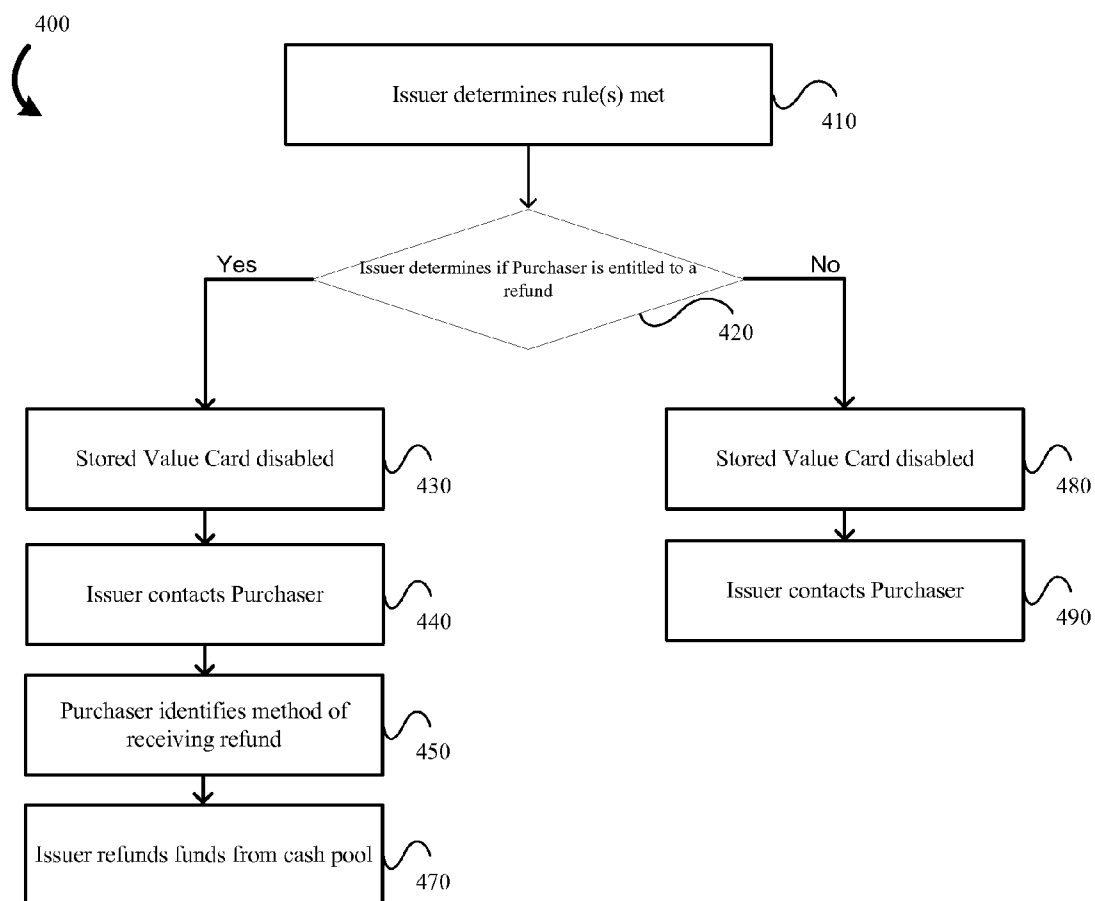 400
Issuer determines rule(s) met
410
Yes
No
Issuer determines if Purchaser is entitled to a
refund
420
Stored Value Card disabled
430
Stored Value Card disabled
480
Issuer contacts Purchaser
440
Issuer contacts Purchaser
490
Purchaser identifies method of
receiving refund
450
Issuer refunds funds from cash pool
470